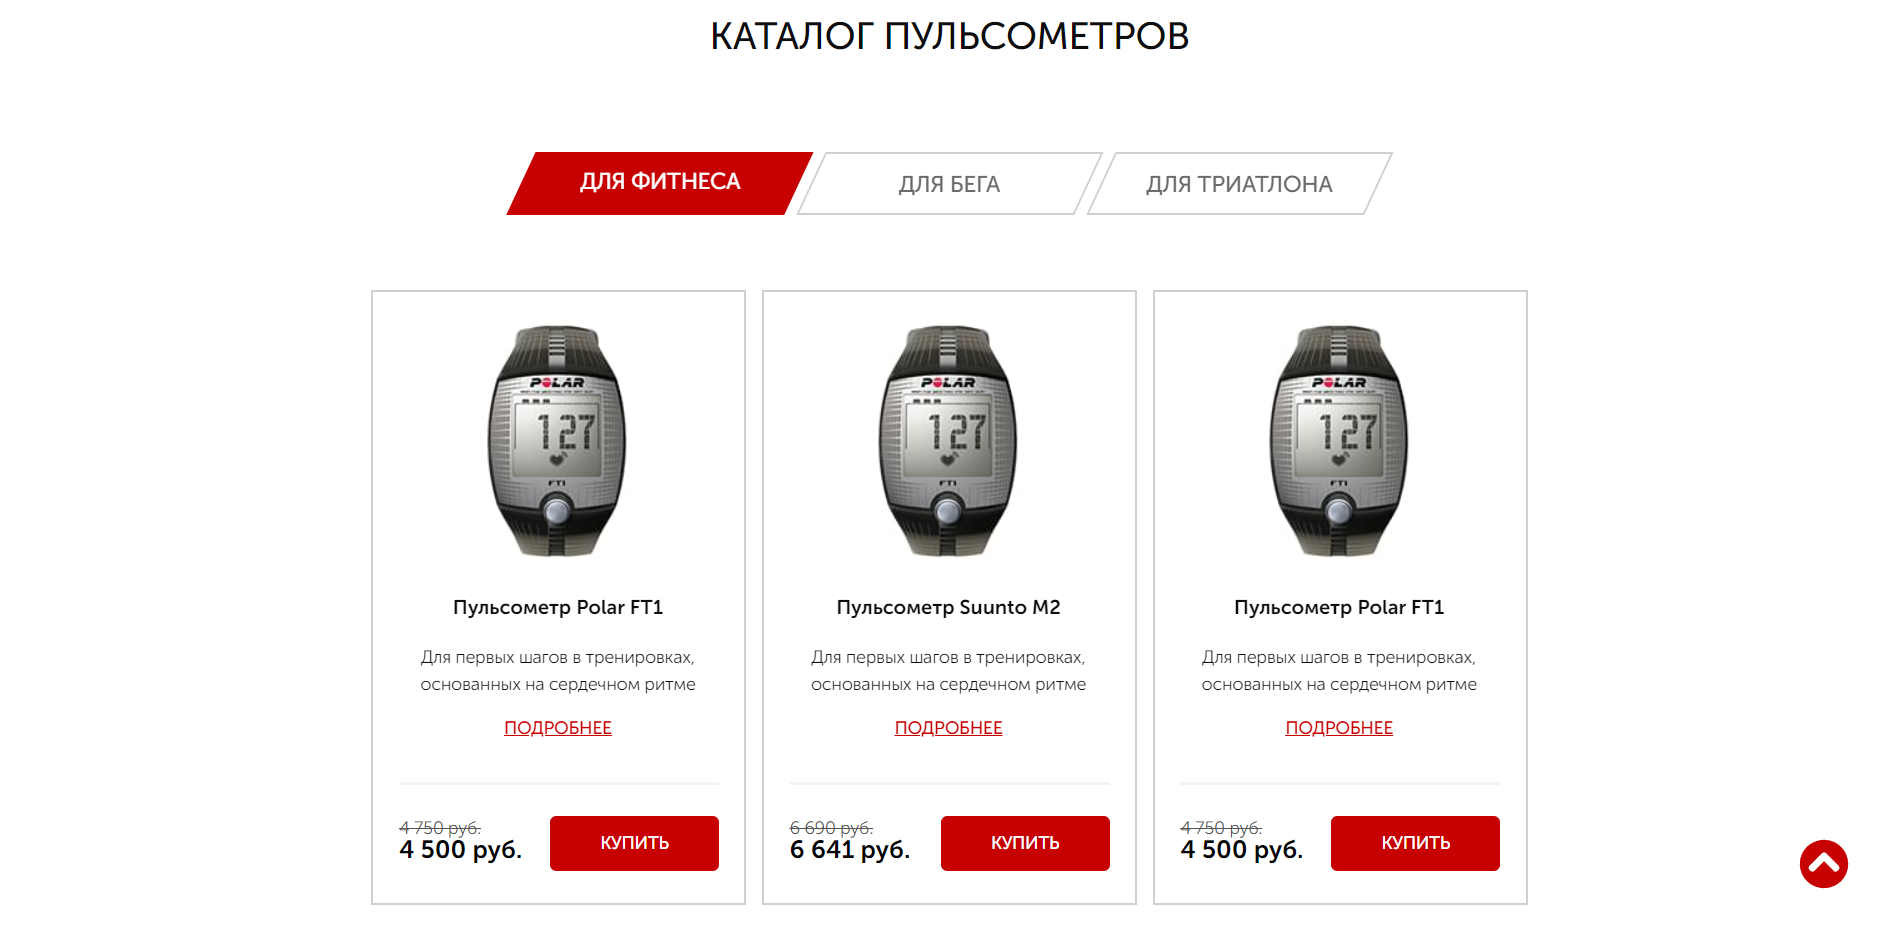 КАТАЛОГ ПУЛЬСОМЕТРОВ
ДЛЯ ФИТНЕСА
ДЛЯ БЕГА
ДЛЯ ТРИАТЛОНА
POLAR
127
FT1
Пульсометр Polar FT1
Для первых шагов в тренировках,
основанных на сердечном ритме
ПОДРОБНЕЕ
4 750 руб.
4 500 руб.
КУПИТЬ
POLAR
127
FT1
Пульсометр Suunto M2
Для первых шагов в тренировках,
основанных на сердечном ритме
ПОДРОБНЕЕ
6 690 руб.
6 641 руб.
КУПИТЬ
POLAR
127
FT1
Пульсометр Polar FT1
Для первых шагов в тренировках,
основанных на сердечном ритме
ПОДРОБНЕЕ
4 750 руб.
4 500 руб.
КУПИТЬ